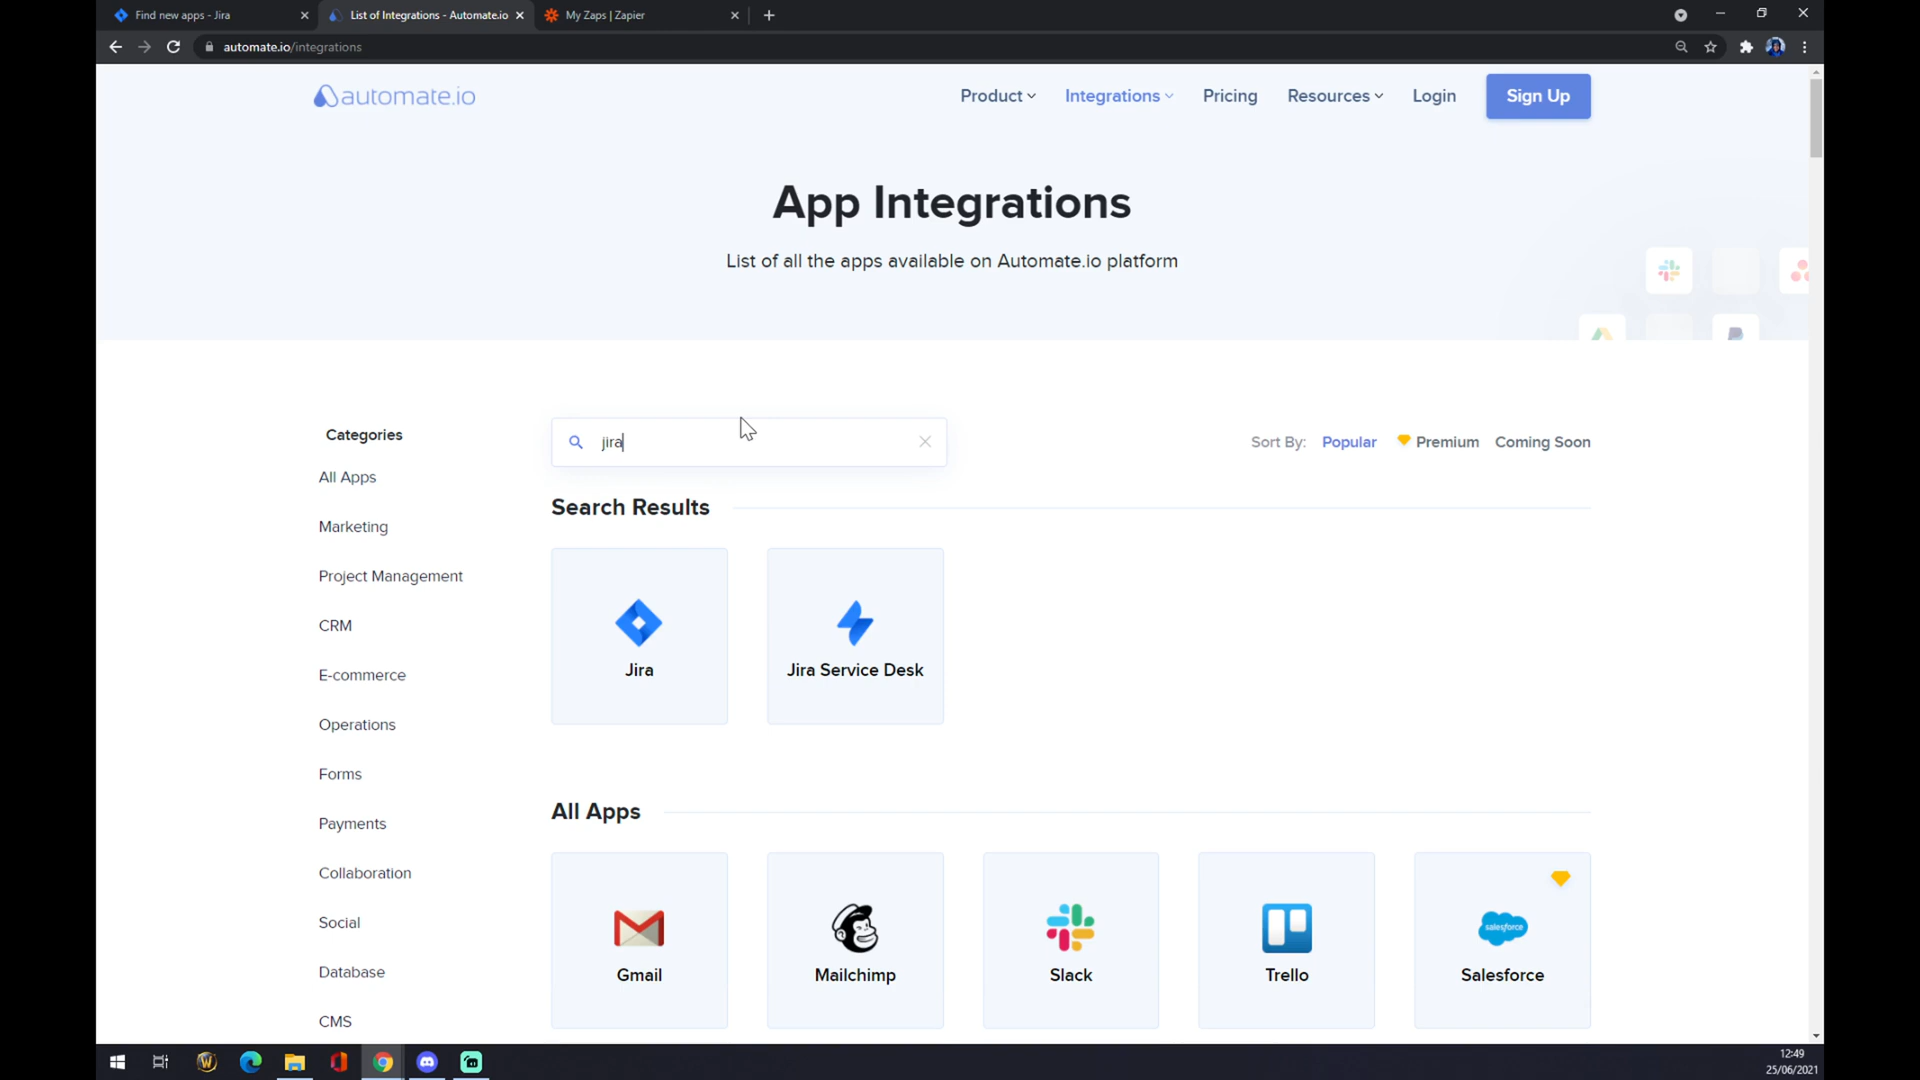 Find new apps - Jira
List of Integrations - Automate.io
My Zaps | Zapier
automate.io/integrations
automate.io
Product
Integrations
Pricing
Resources
Login
Sign Up
App Integrations
List of all the apps available on Automate.io platform
Categories
All Apps
Marketing
Project Management
CRM
E-commerce
Operations
Forms
Payments
Collaboration
Social
Database
CMS
jira
Sort By:
Popular
Premium
Coming Soon
Search Results
Jira
Jira Service Desk
All Apps
Gmail
Mailchimp
Slack
Trello
salesforce
Salesforce
12:49
25/06/2021